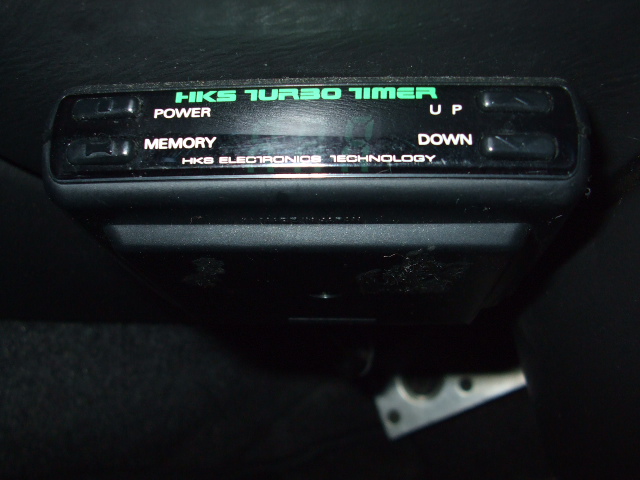 HKS TURBO TIMER
POWER UP
MEMORY DOWN
HKS ELECTRONICS TECHNOLOGY